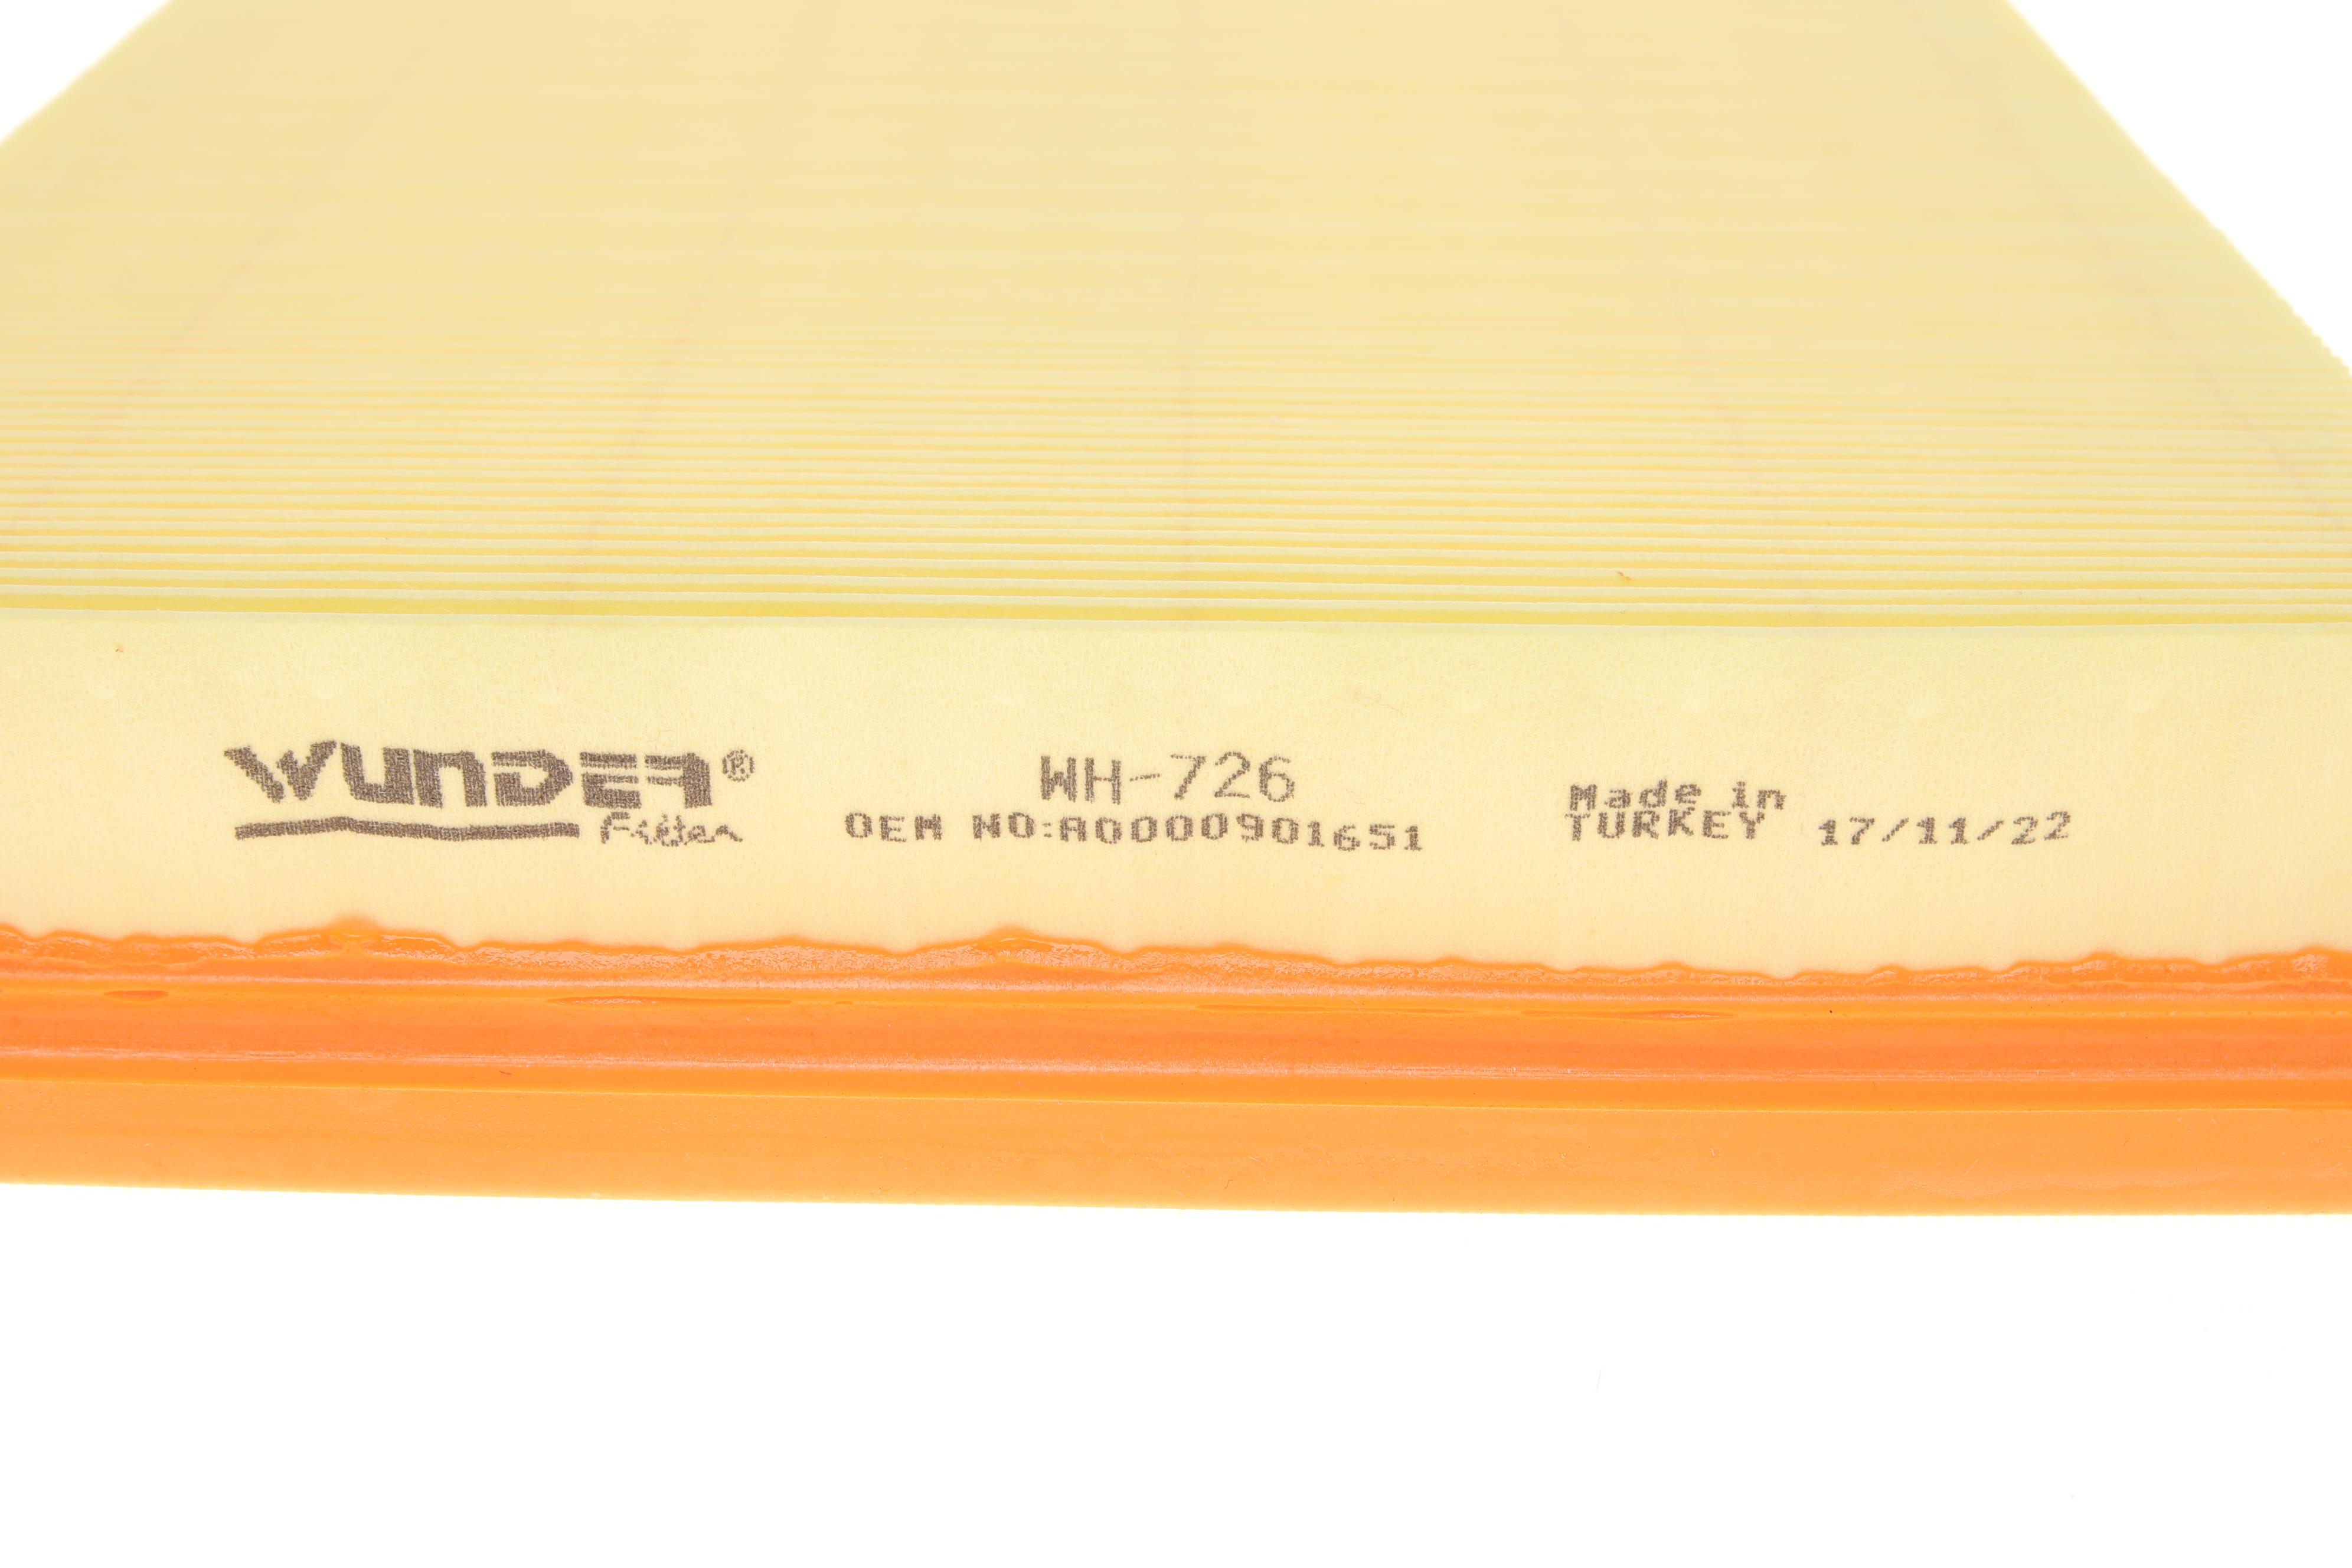 WUNDER®
Filter
WH-726
OEM NO:A0000901651
Made in
TURKEY 17/11/22